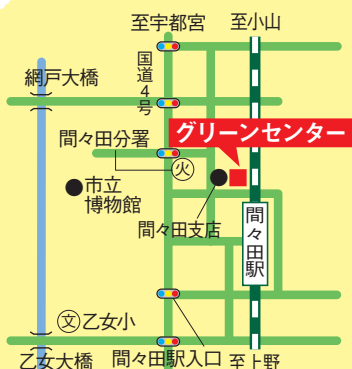 至宇都宮
至小山
国道4号
網戸大橋
間々田分署
火
グリーンセンター
市立
博物館
間々田支店
間々田駅
文乙女小
乙女大橋
間々田駅入口
至上野